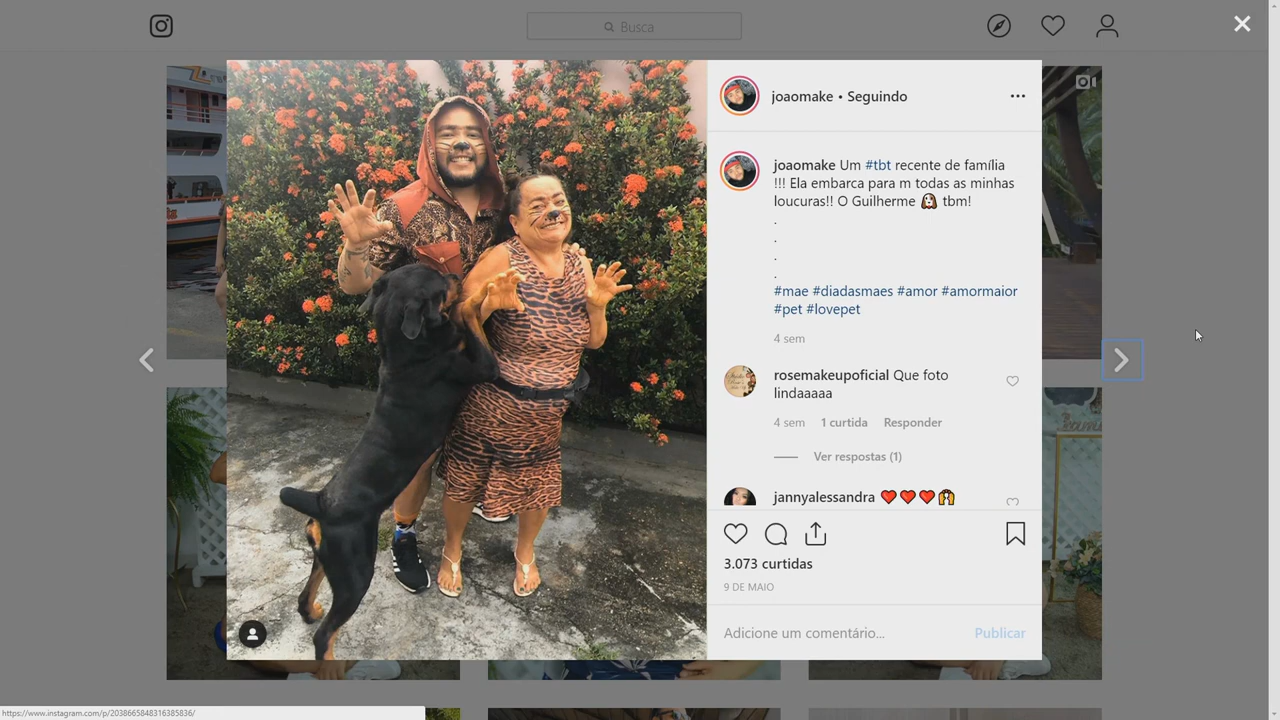 Busca
joaomake • Seguindo
joaomake Um #tbt recente de família
!!! Ela embarca para m todas as minhas
loucuras!! O Guilherme 🐶 tbm!
.
.
.
.
#mae #diadasmaes #amor #amormaior
#pet #lovepet
4 sem
rosemakeupoficial Que foto
lindaaaaa
4 sem 1 curtida Responder
Ver respostas (1)
jannyalessandra ❤️❤️❤️🙌
3.073 curtidas
9 DE MAIO
Adicione um comentário... Publicar
https://www.instagram.com/p/2038665848316385836/